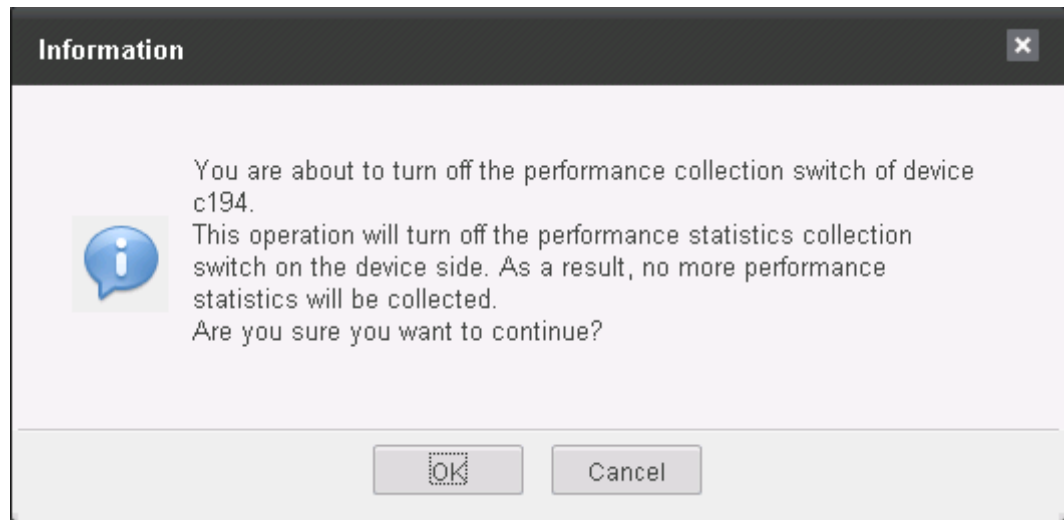 Information
You are about to turn off the performance collection switch of device
c194.
This operation will turn off the performance statistics collection
switch on the device side. As a result, no more performance
statistics will be collected.
Are you sure you want to continue?
OK
Cancel